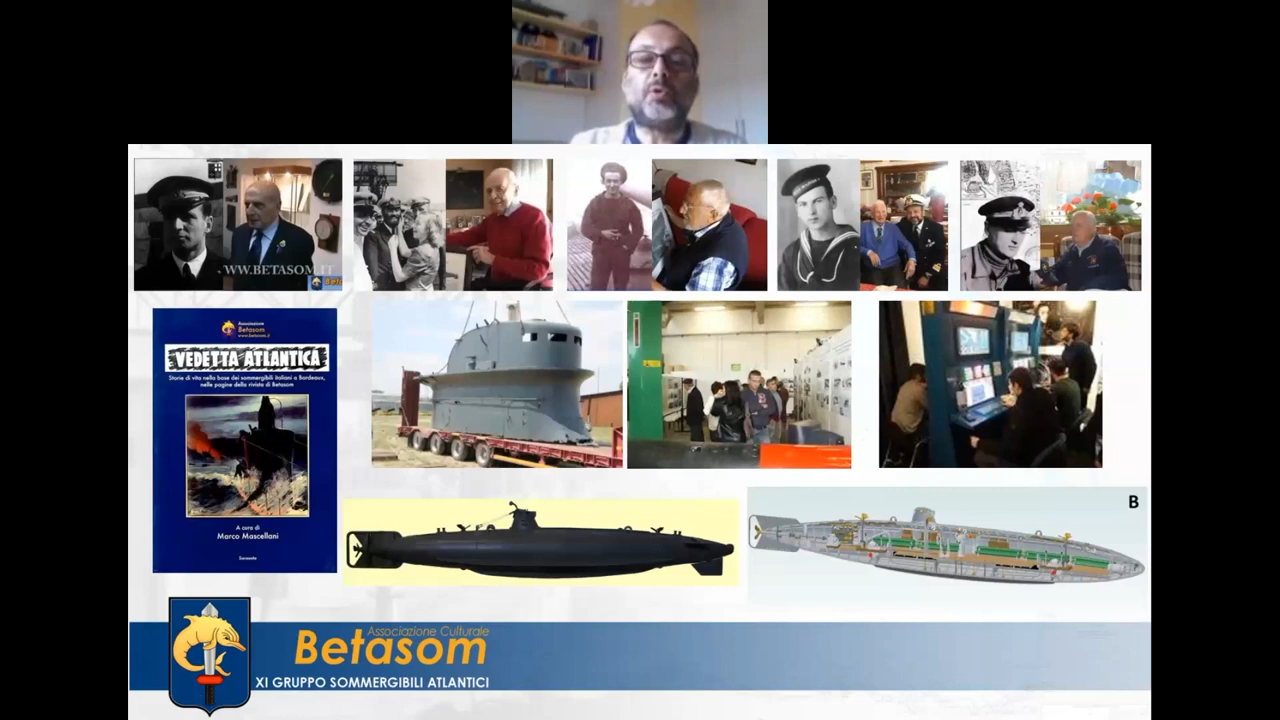 WW.BETASOM.IT
Associazione
Betasom
www.betasom.it
VEDETTA ATLANTICA
Storie di vita nella base dei sommergibili italiani a Bordeaux,
nelle pagine della rivista di Betasom
A cura di
Marco Mascellani
B
Associazione Culturale
Betasom
XI GRUPPO SOMMERGIBILI ATLANTICI